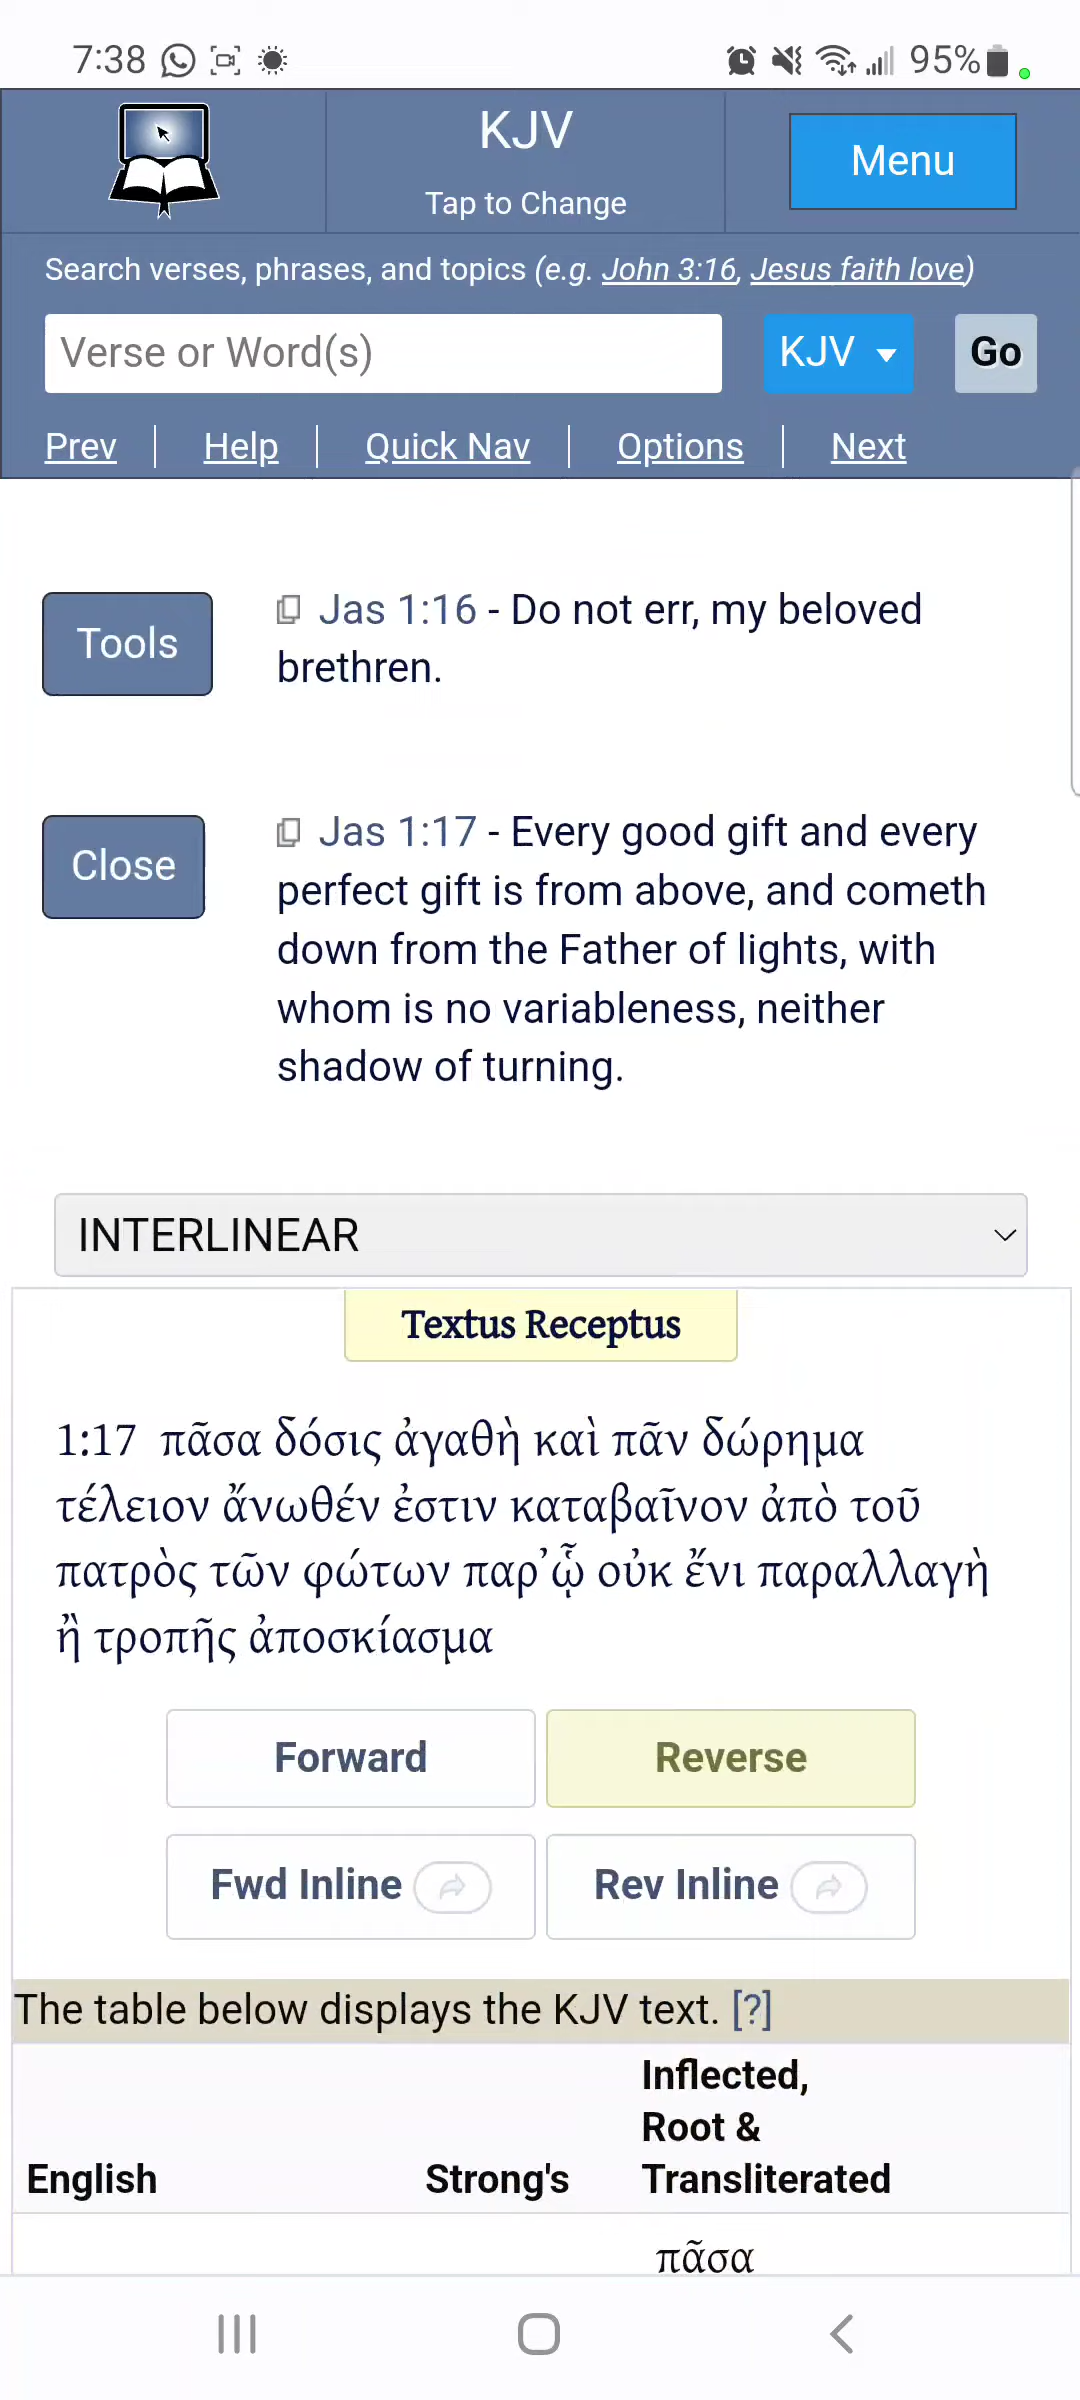 7:38 95%
KJV
Tap to Change
Menu
Search verses, phrases, and topics (e.g. John 3:16, Jesus faith love)
Verse or Word(s) KJV Go
Prev Help Quick Nav Options Next
Tools
Jas 1:16 - Do not err, my beloved
brethren.
Close
Jas 1:17 - Every good gift and every
perfect gift is from above, and cometh
down from the Father of lights, with
whom is no variableness, neither
shadow of turning.
INTERLINEAR
Textus Receptus
1:17 πᾶσα δόσις ἀγαθὴ καὶ πᾶν δώρημα
τέλειον ἄνωθέν ἐστιν καταβαῖνον ἀπὸ τοῦ
πατρὸς τῶν φώτων παρ᾽ ᾧ οὐκ ἔνι παραλλαγὴ
ἢ τροπῆς ἀποσκίασμα
Forward Reverse
Fwd Inline Rev Inline
The table below displays the KJV text. [?]
English Strong's Inflected,
Root &
Transliterated
πᾶσα